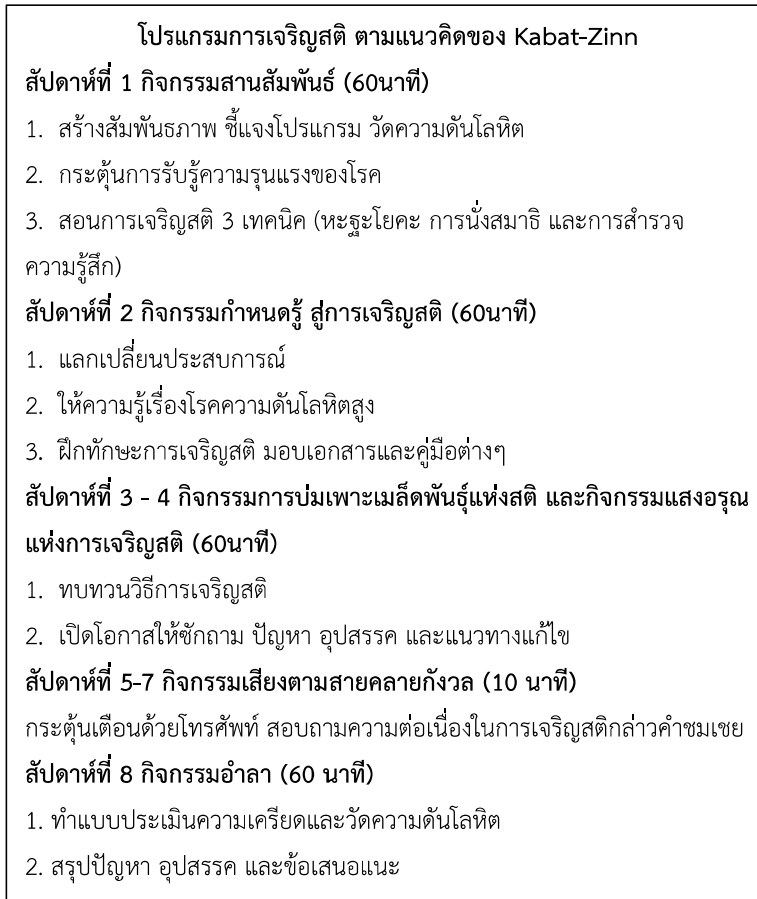 โปรแกรมการเจริญสติ ตามแนวคิดของ Kabat-Zinn
สัปดาห์ที่ 1 กิจกรรมสานสัมพันธ์ (60นาที)
1. สร้างสัมพันธภาพ ชี้แจงโปรแกรม วัดความดันโลหิต
2. กระตุ้นการรับรู้ความรุนแรงของโรค
3. สอนการเจริญสติ 3 เทคนิค (หะฐะโยคะ การนั่งสมาธิ และการสำรวจ
ความรู้สึก)
สัปดาห์ที่ 2 กิจกรรมกำหนดรู้ สู่การเจริญสติ (60นาที)
1. แลกเปลี่ยนประสบการณ์
2. ให้ความรู้เรื่องโรคความดันโลหิตสูง
3. ฝึกทักษะการเจริญสติ มอบเอกสารและคู่มือต่างๆ
สัปดาห์ที่ 3 - 4 กิจกรรมการบ่มเพาะเมล็ดพันธุ์แห่งสติ และกิจกรรมแสงอรุณ
แห่งการเจริญสติ (60นาที)
1. ทบทวนวิธีการเจริญสติ
2. เปิดโอกาสให้ซักถาม ปัญหา อุปสรรค และแนวทางแก้ไข
สัปดาห์ที่ 5-7 กิจกรรมเสียงตามสายคลายกังวล (10 นาที)
กระตุ้นเตือนด้วยโทรศัพท์ สอบถามความต่อเนื่องในการเจริญสติกล่าวคำชมเชย
สัปดาห์ที่ 8 กิจกรรมอำลา (60 นาที)
1. ทำแบบประเมินความเครียดและวัดความดันโลหิต
2. สรุปปัญหา อุปสรรค และข้อเสนอแนะ